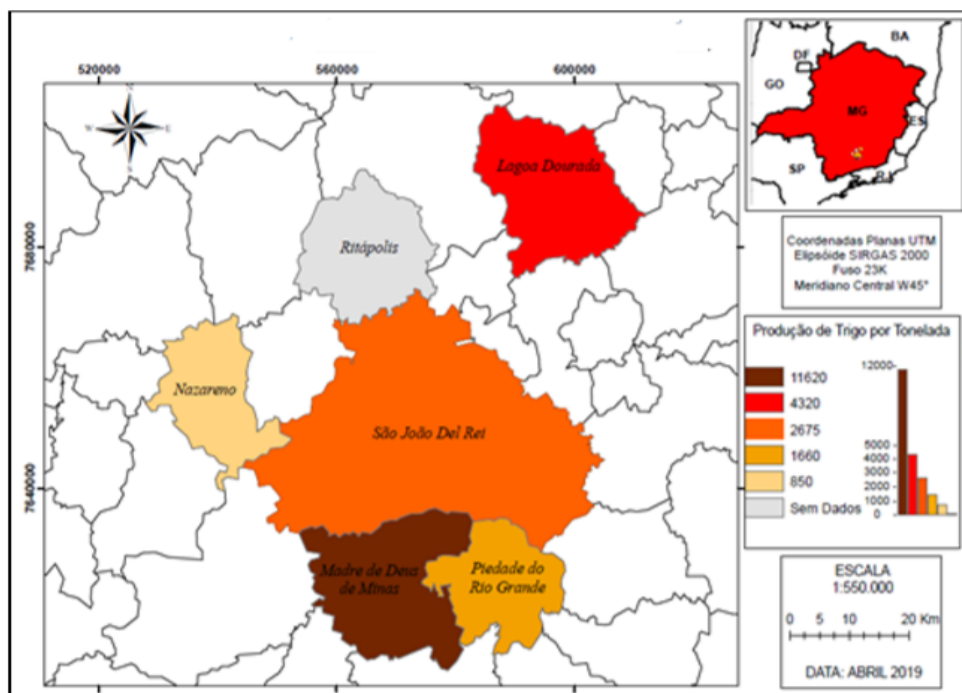 520000
560000
600000
7680000
7640000
N
W
E
S
Lagoa Dourada
Ritápolis
Nazareno
São João Del Rei
Madre de Deus
de Minas
Piedade do
Rio Grande
BA
DF
GO
MG
ES
SP
RJ
Coordenadas Planas UTM
Elipsóide SIRGAS 2000
Fuso 23K
Meridiano Central W45°
Produção de Trigo por Tonelada
11620
4320
2675
1660
850
Sem Dados
12000
5000
4000
3000
2000
1000
0
ESCALA
1:550.000
0 5 10 20 Km
DATA: ABRIL 2019